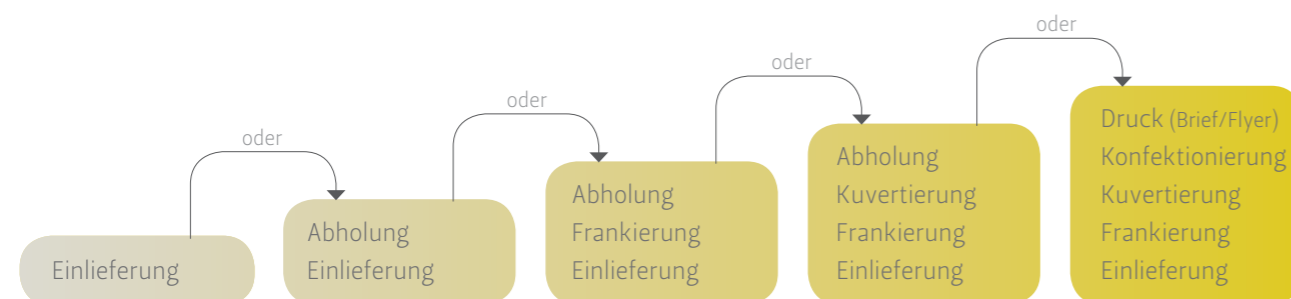 Einlieferung
oder
Abholung
Einlieferung
oder
Abholung
Frankierung
Einlieferung
oder
Abholung
Kuvertierung
Frankierung
Einlieferung
oder
Druck (Brief/Flyer)
Konfektionierung
Kuvertierung
Frankierung
Einlieferung